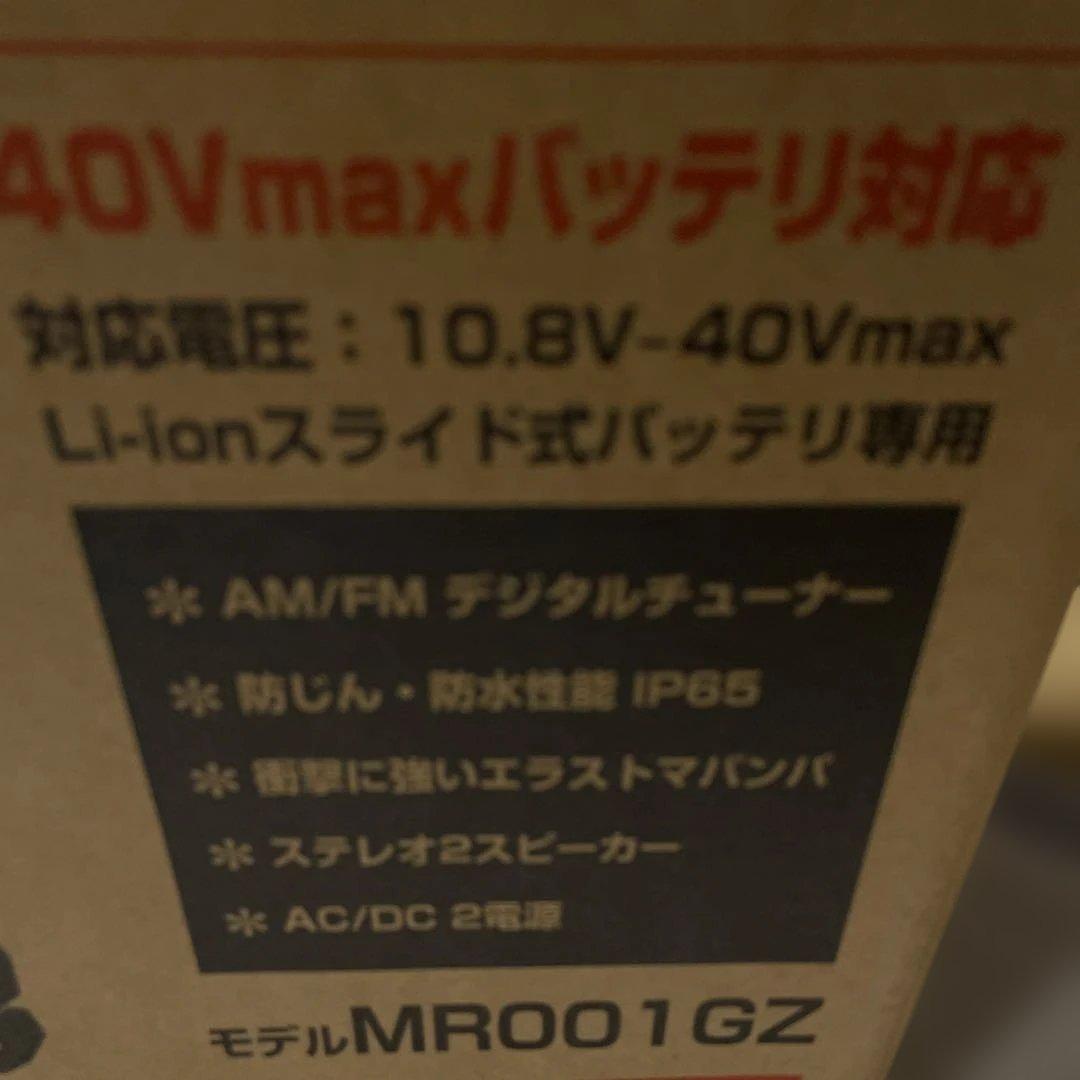 40Vmaxバッテリ対応
対応電圧：10.8V-40Vmax
Li-ionスライド式バッテリ専用
＊ AM/FM デジタルチューナー
＊ 防じん・防水性能 IP65
＊ 衝撃に強いエラストマバンパ
＊ ステレオ2スピーカー
＊ AC/DC 2電源
モデルMR001GZ